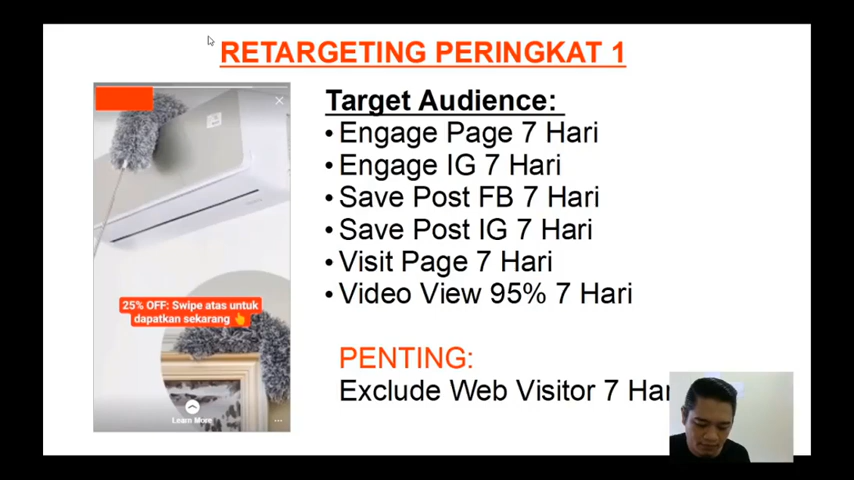 RETARGETING PERINGKAT 1
Target Audience:
• Engage Page 7 Hari
• Engage IG 7 Hari
• Save Post FB 7 Hari
• Save Post IG 7 Hari
• Visit Page 7 Hari
• Video View 95% 7 Hari
PENTING:
Exclude Web Visitor 7
25% OFF: Swipe atas untuk
dapatkan sekarang 👆
Learn More